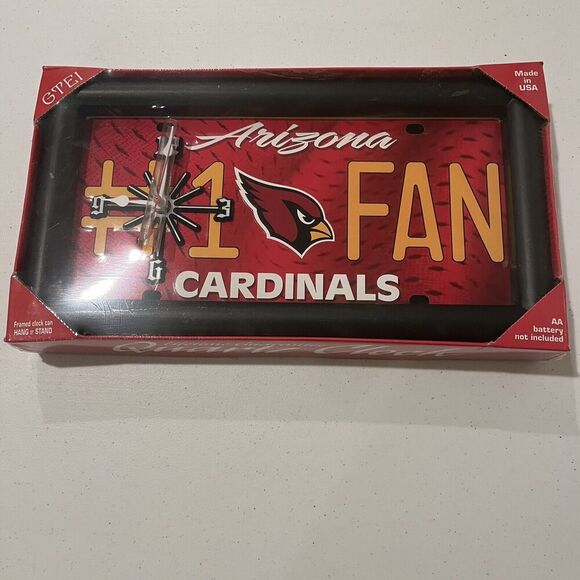 GTEI
Made
in
USA
Arizona
#1 FAN
CARDINALS
Framed clock can
HANG or STAND
AA
battery
not included
Quartz Clock